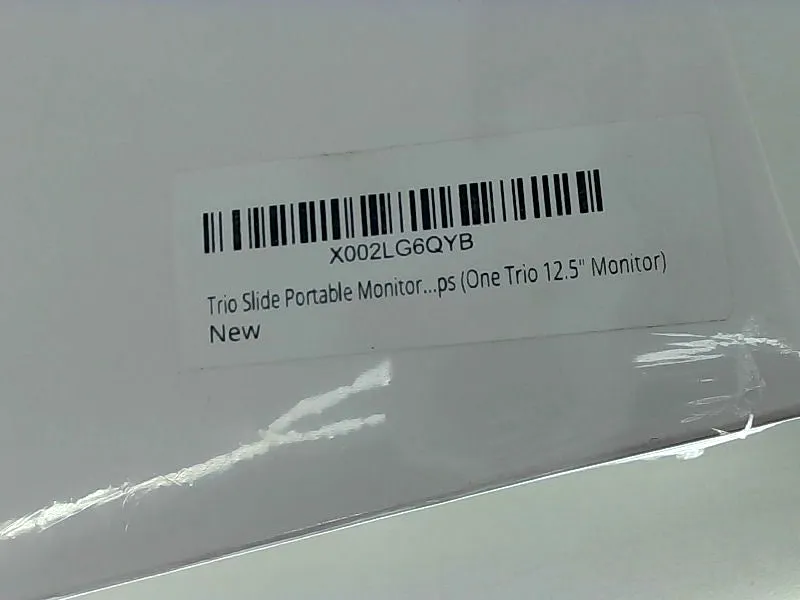 X002LG6QYB
Trio Slide Portable Monitor...ps (One Trio 12.5" Monitor)
New